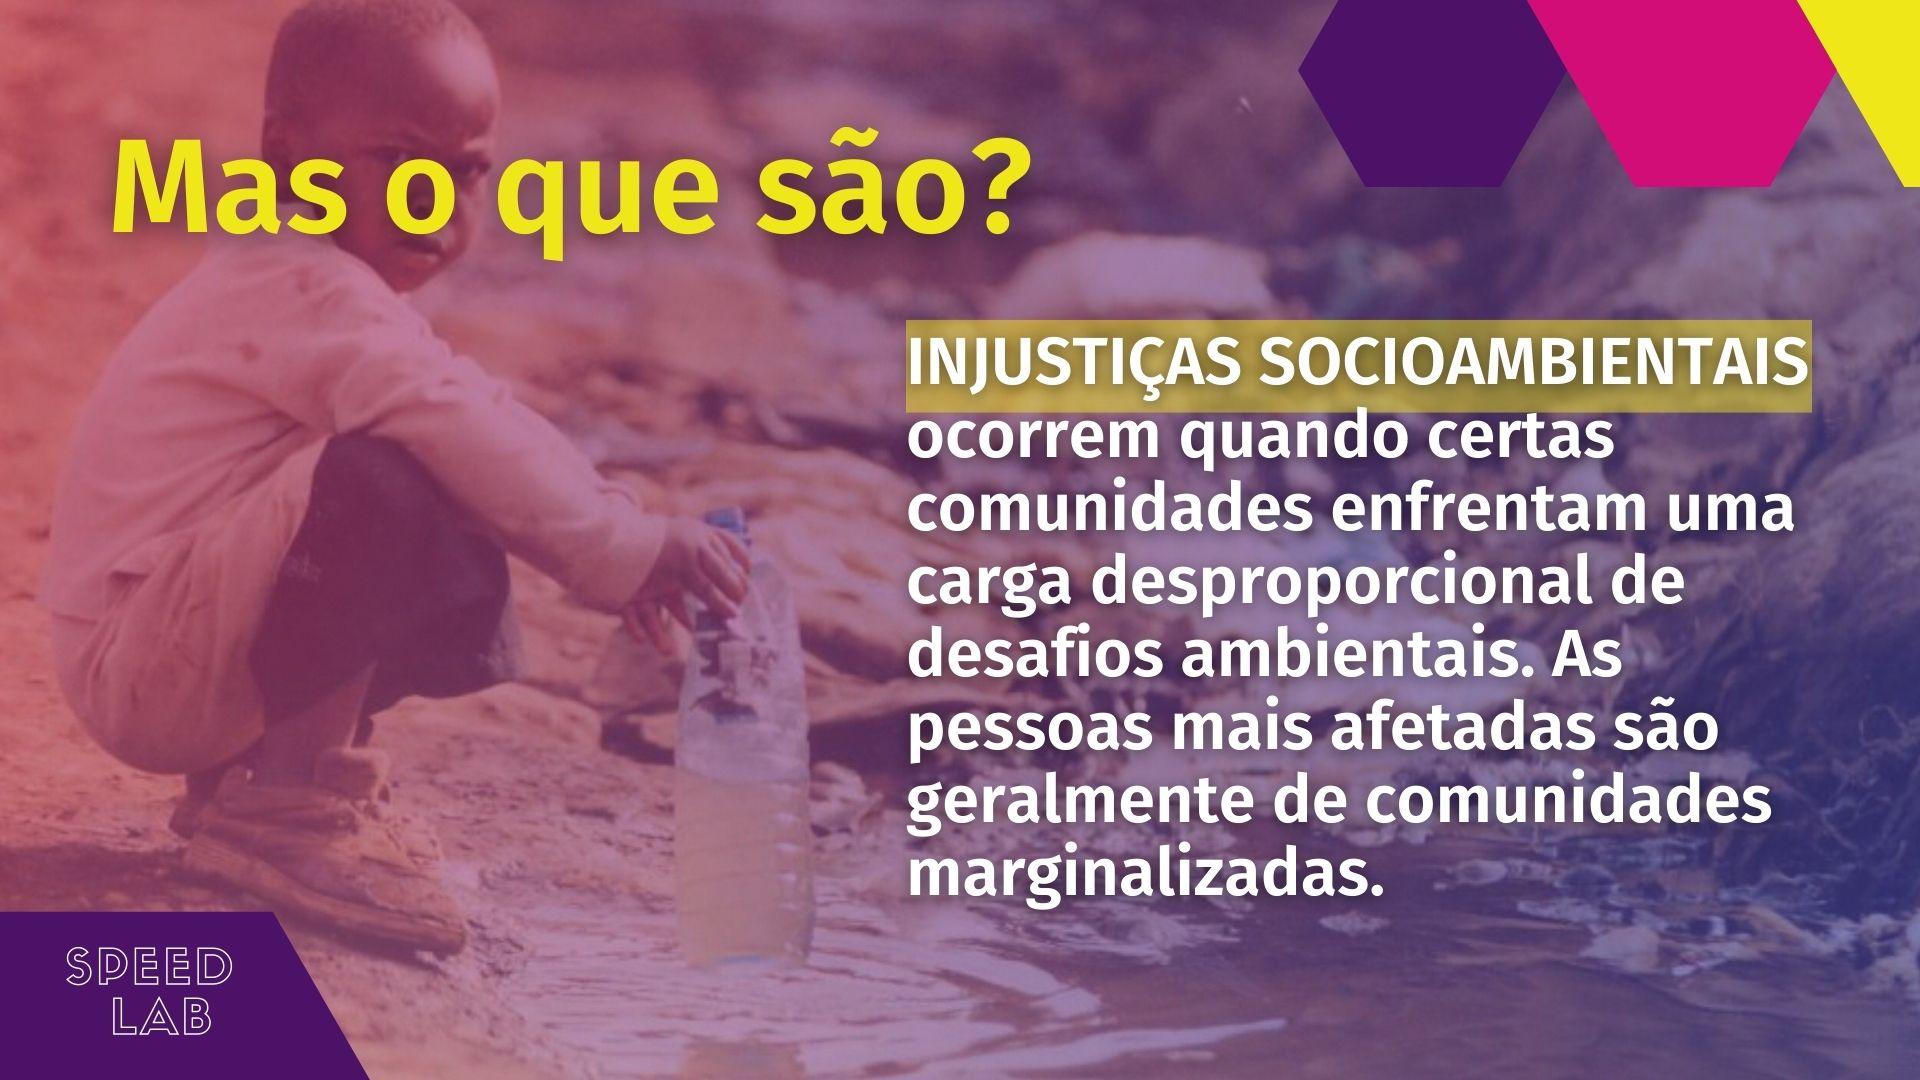 Mas o que são?
INJUSTIÇAS SOCIOAMBIENTAIS
ocorrem quando certas
comunidades enfrentam uma
carga desproporcional de
desafios ambientais. As
pessoas mais afetadas são
geralmente de comunidades
marginalizadas.
SPEED
LAB